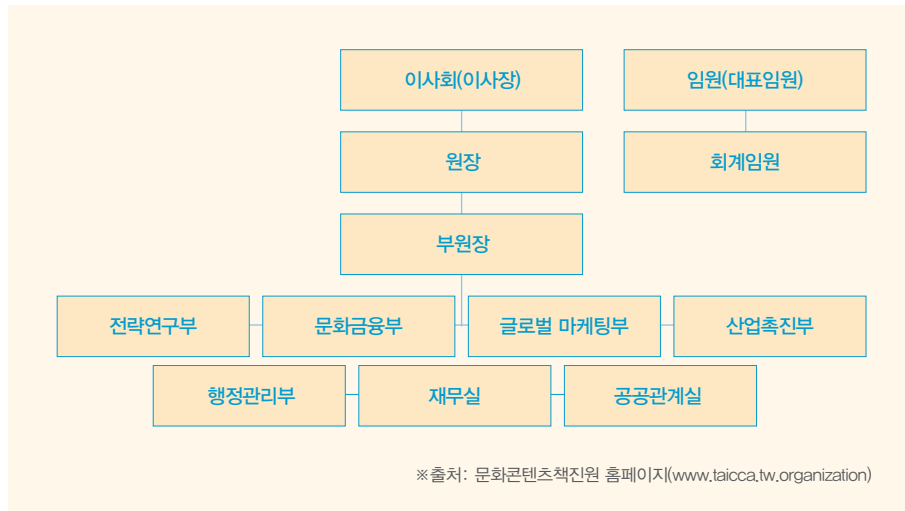 이사회(이사장) 임원(대표임원)
원장 회계임원
부원장
전략연구부 문화금융부 글로벌 마케팅부 산업촉진부
행정관리부 재무실 공공관계실
※출처: 문화콘텐츠책진원 홈페이지(www.taicca.tw.organization)